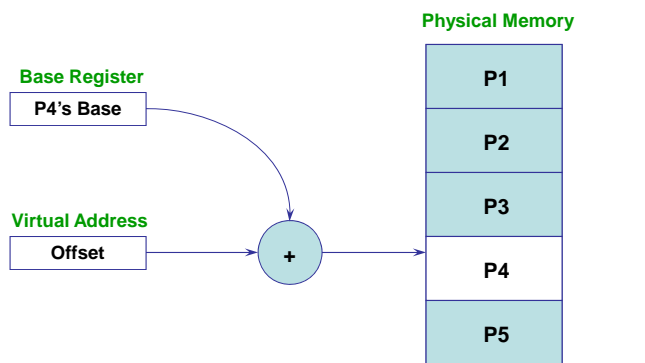 Physical Memory
Base Register
P4's Base
Virtual Address
Offset
+
P1
P2
P3
P4
P5